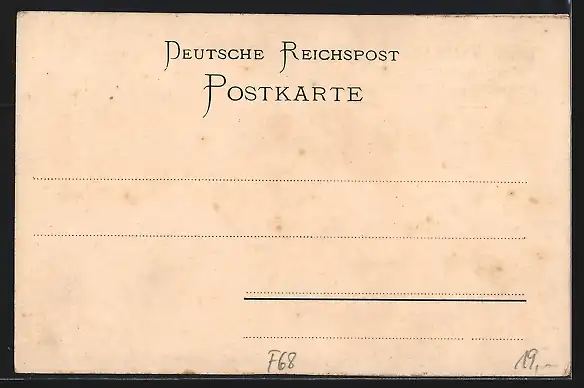 DEUTSCHE REICHSPOST
POSTKARTE
F68
19,-